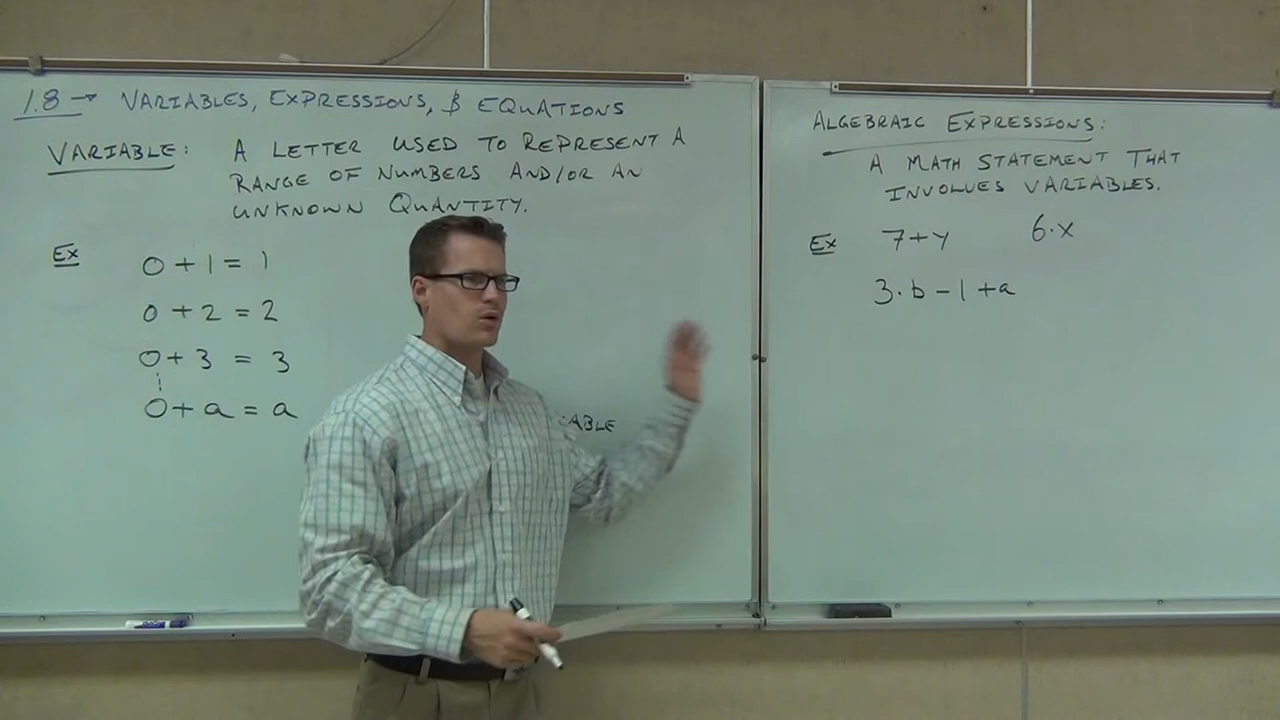 1.8 → VARIABLES, EXPRESSIONS, & EQUATIONS
VARIABLE: A LETTER USED TO REPRESENT A
RANGE OF NUMBERS AND/OR AN
UNKNOWN QUANTITY.
Ex
0 + 1 = 1
0 + 2 = 2
0 + 3 = 3
0 + a = a
ALGEBRAIC EXPRESSIONS:
A MATH STATEMENT THAT
INVOLVES VARIABLES.
Ex 7+y 6·x
3·b-1+a